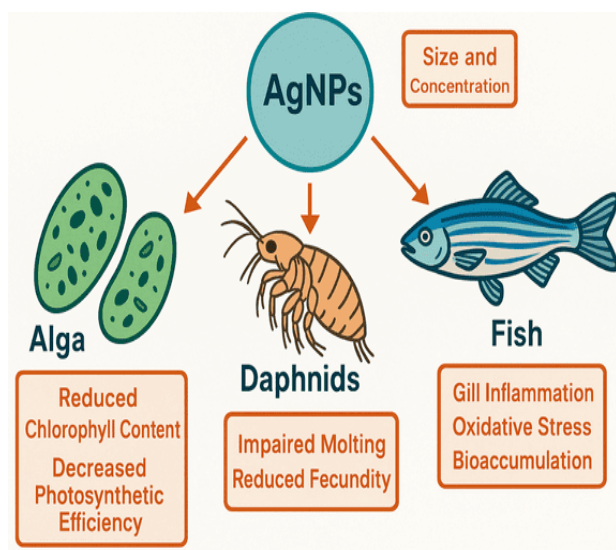 AgNPs
Size and
Concentration
Alga
Daphnids
Fish
Reduced
Chlorophyll Content
Decreased
Photosynthetic
Efficiency
Impaired Molting
Reduced Fecundity
Gill Inflammation
Oxidative Stress
Bioaccumulation